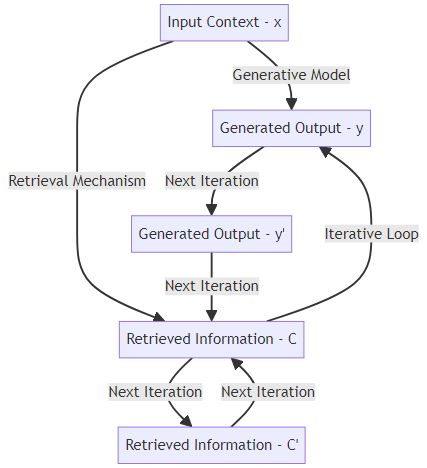 Input Context - x
Generative Model
Generated Output - y
Retrieval Mechanism
Next Iteration
Generated Output - y'
Iterative Loop
Next Iteration
Retrieved Information - C
Next Iteration
Next Iteration
Retrieved Information - C'